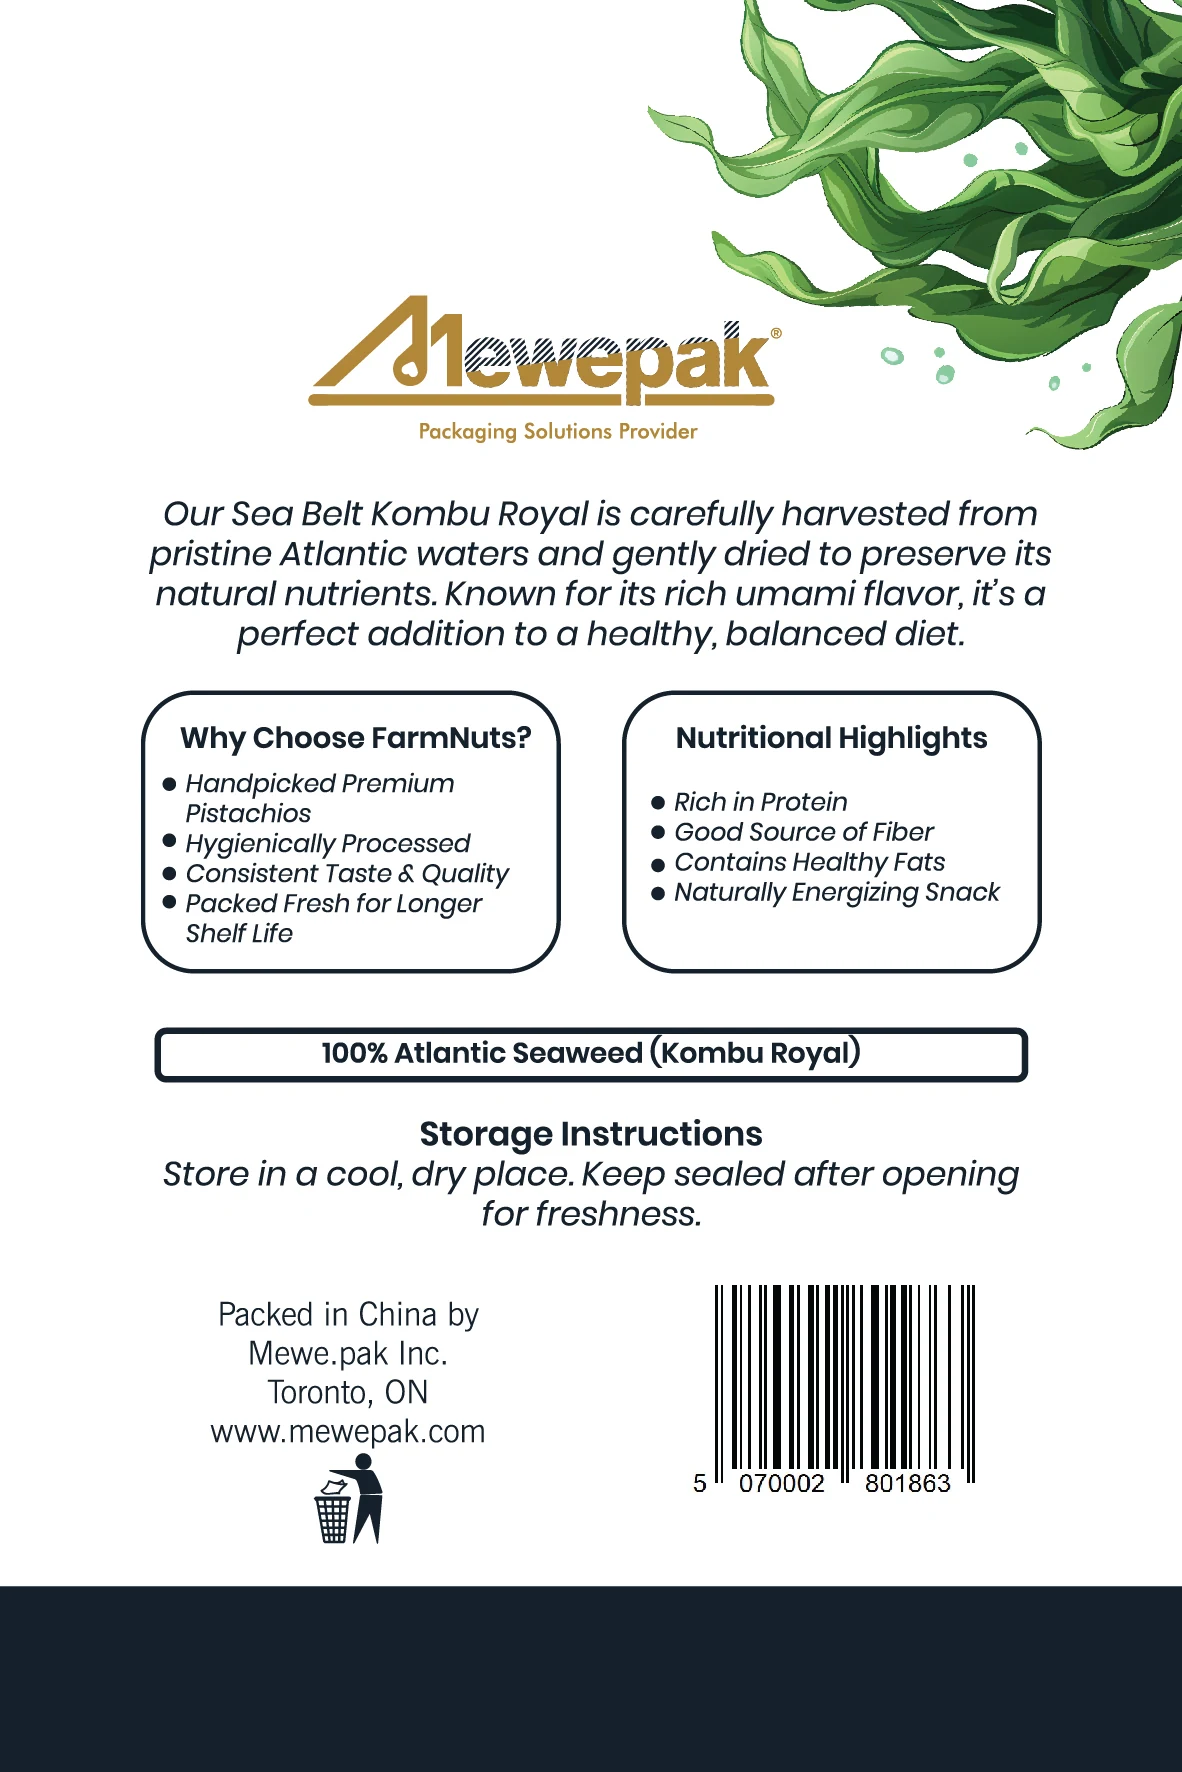 Mewepak®
Packaging Solutions Provider
Our Sea Belt Kombu Royal is carefully harvested from
pristine Atlantic waters and gently dried to preserve its
natural nutrients. Known for its rich umami flavor, it's a
perfect addition to a healthy, balanced diet.
Why Choose FarmNuts?
● Handpicked Premium
Pistachios
● Hygienically Processed
● Consistent Taste & Quality
● Packed Fresh for Longer
Shelf Life
Nutritional Highlights
● Rich in Protein
● Good Source of Fiber
● Contains Healthy Fats
● Naturally Energizing Snack
100% Atlantic Seaweed (Kombu Royal)
Storage Instructions
Store in a cool, dry place. Keep sealed after opening
for freshness.
Packed in China by
Mewe.pak Inc.
Toronto, ON
www.mewepak.com
5 070002 801863